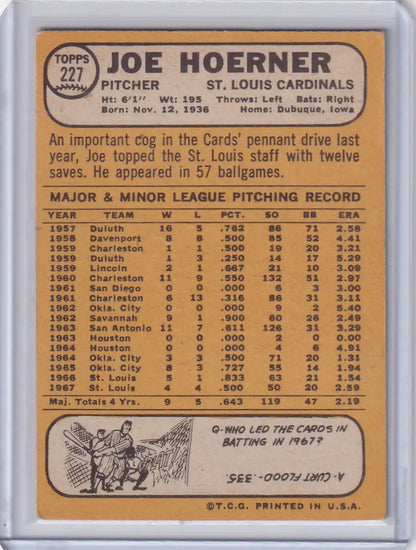 TOPPS
227
JOE HOERNER
PITCHER ST. LOUIS CARDINALS
Ht: 6'1" Wt: 195 Throws: Left Bats: Right
Born: Nov. 12, 1936 Home: Dubuque, Iowa
An important cog in the Cards' pennant drive last
year, Joe topped the St. Louis staff with twelve
saves. He appeared in 57 ballgames.
MAJOR & MINOR LEAGUE PITCHING RECORD
YEAR TEAM W L PCT. SO BB ERA
1957 Duluth 16 5 .762 86 71 2.58
1958 Davenport 8 8 .500 85 52 4.41
1959 Charleston 1 1 .500 19 20 3.21
1959 Duluth 1 3 .250 14 17 5.29
1959 Lincoln 2 1 .667 21 10 3.09
1960 Charleston 11 9 .550 132 51 2.97
1961 San Diego 0 0 .000 6 3 3.00
1961 Charleston 6 13 .316 86 31 3.11
1962 Okla. City 0 0 .000 9 2 5.40
1962 Savannah 9 1 .900 60 26 2.49
1963 San Antonio 11 7 .611 126 31 3.29
1963 Houston 0 0 .000 2 0 0.00
1964 Houston 0 0 .000 4 6 4.91
1964 Okla. City 3 3 .500 20 7 1.31
1965 Okla. City 8 3 .727 55 14 1.94
1966 St. Louis 5 1 .833 63 21 1.54
1967 St. Louis 4 4 .500 50 20 2.59
Maj. Totals 4 Yrs. 9 5 .643 119 47 2.19
Q-WHO LED THE CARDS IN
BATTING IN 1967?
A-CURT FLOOD-.335.
©T.C.G. PRINTED IN U.S.A.